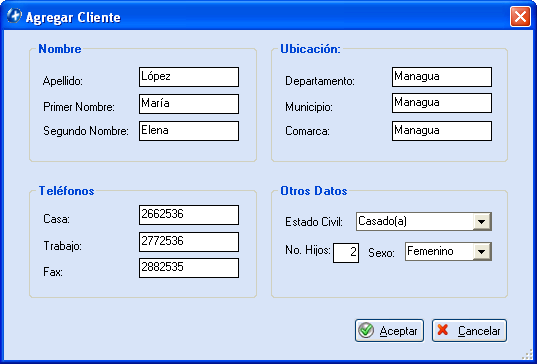 Agregar Cliente
Nombre
Apellido: López
Primer Nombre: María
Segundo Nombre: Elena
Ubicación:
Departamento: Managua
Municipio: Managua
Comarca: Managua
Teléfonos
Casa: 2662536
Trabajo: 2772536
Fax: 2882535
Otros Datos
Estado Civil: Casado(a)
No. Hijos: 2 Sexo: Femenino
Aceptar Cancelar